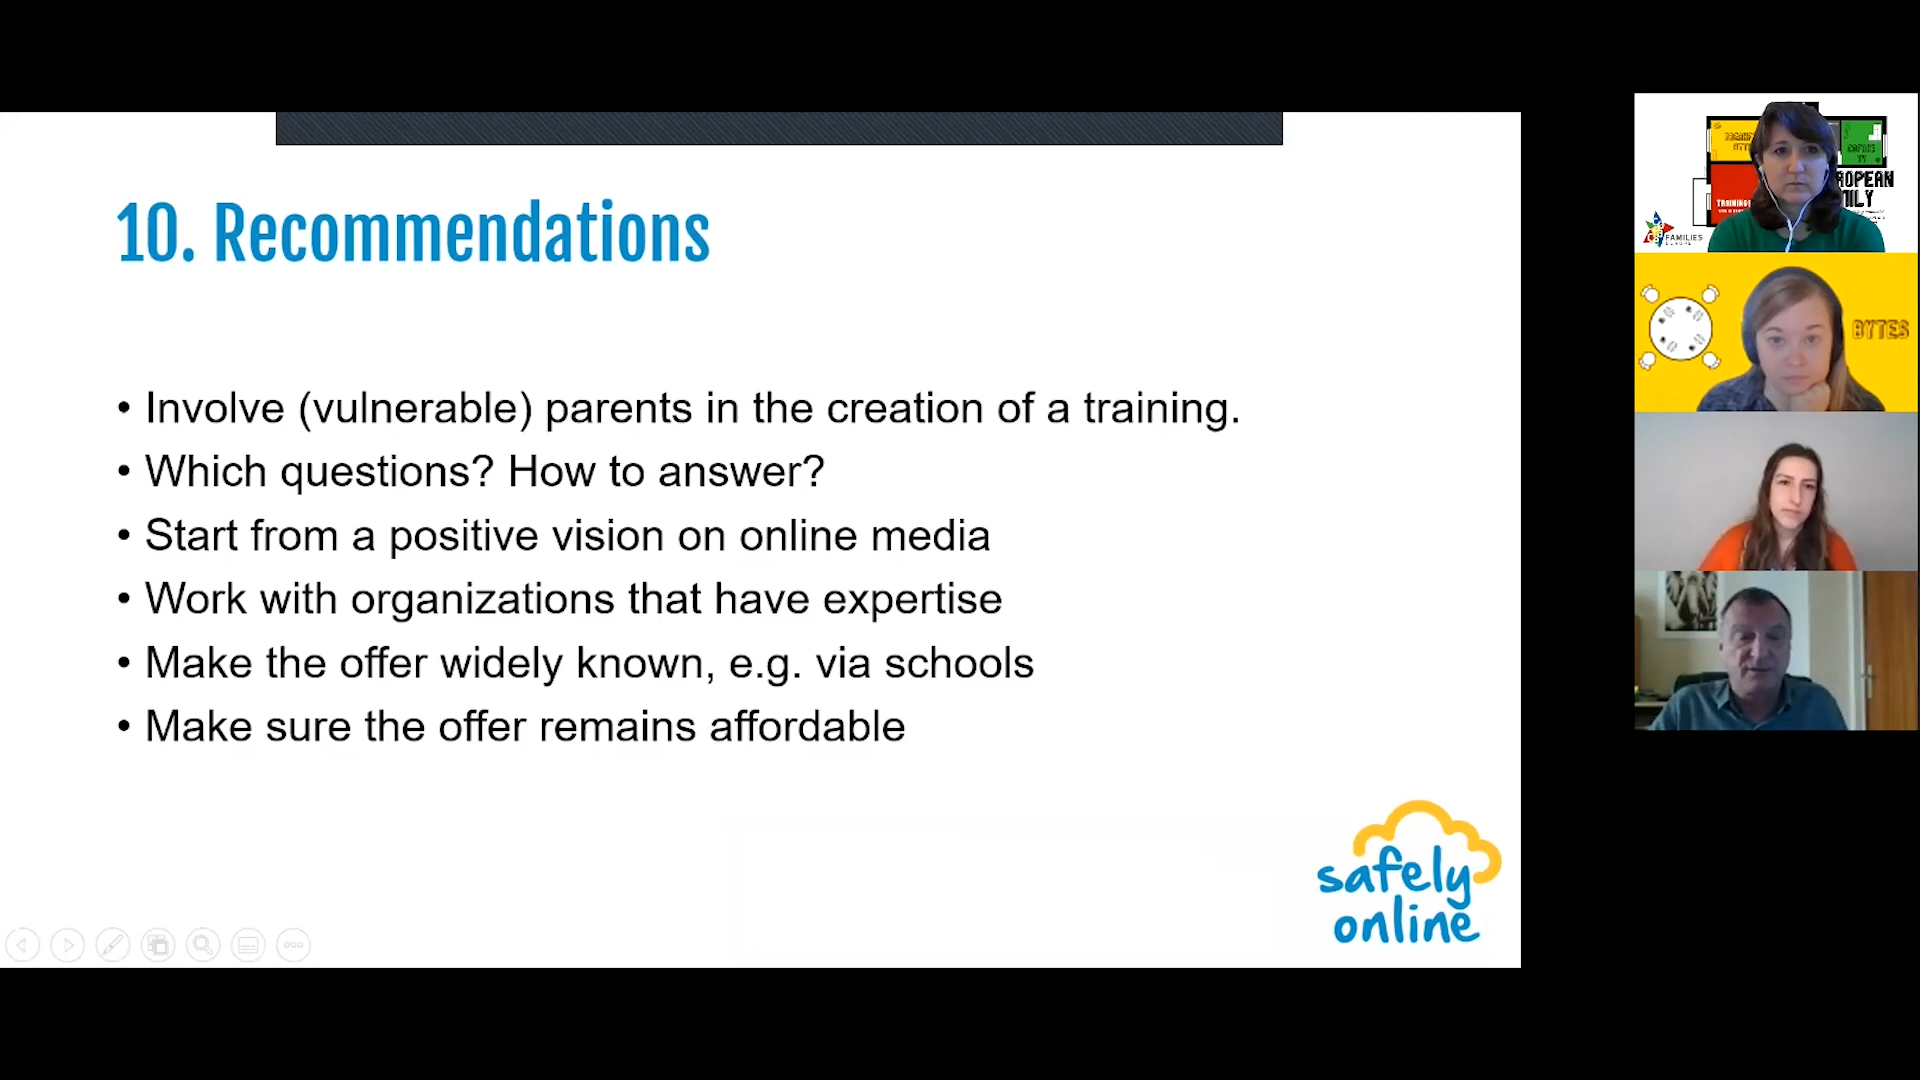 10. Recommendations
• Involve (vulnerable) parents in the creation of a training.
• Which questions? How to answer?
• Start from a positive vision on online media
• Work with organizations that have expertise
• Make the offer widely known, e.g. via schools
• Make sure the offer remains affordable
safely
online
TRAININGS
FAMILIES
BYTES